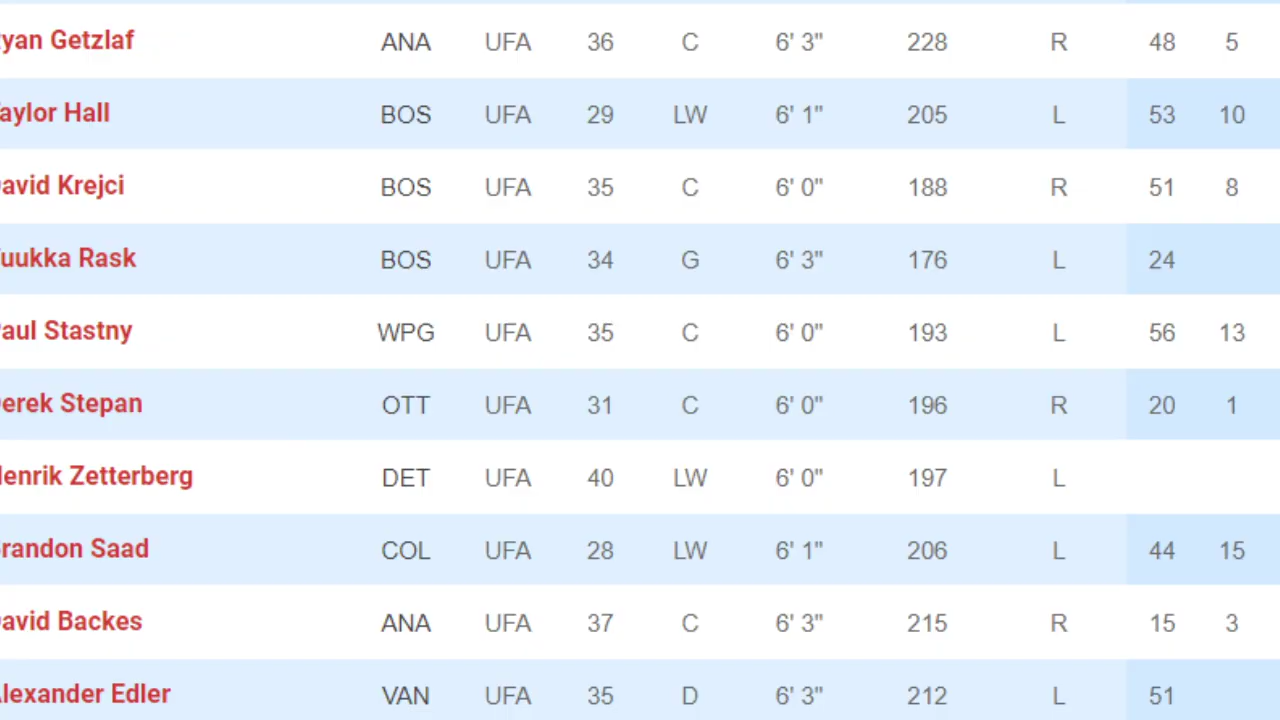 yan Getzlaf ANA UFA 36 C 6' 3" 228 R 48 5
aylor Hall BOS UFA 29 LW 6' 1" 205 L 53 10
avid Krejci BOS UFA 35 C 6' 0" 188 R 51 8
uukka Rask BOS UFA 34 G 6' 3" 176 L 24
aul Stastny WPG UFA 35 C 6' 0" 193 L 56 13
erek Stepan OTT UFA 31 C 6' 0" 196 R 20 1
enrik Zetterberg DET UFA 40 LW 6' 0" 197 L
randon Saad COL UFA 28 LW 6' 1" 206 L 44 15
avid Backes ANA UFA 37 C 6' 3" 215 R 15 3
lexander Edler VAN UFA 35 D 6' 3" 212 L 51